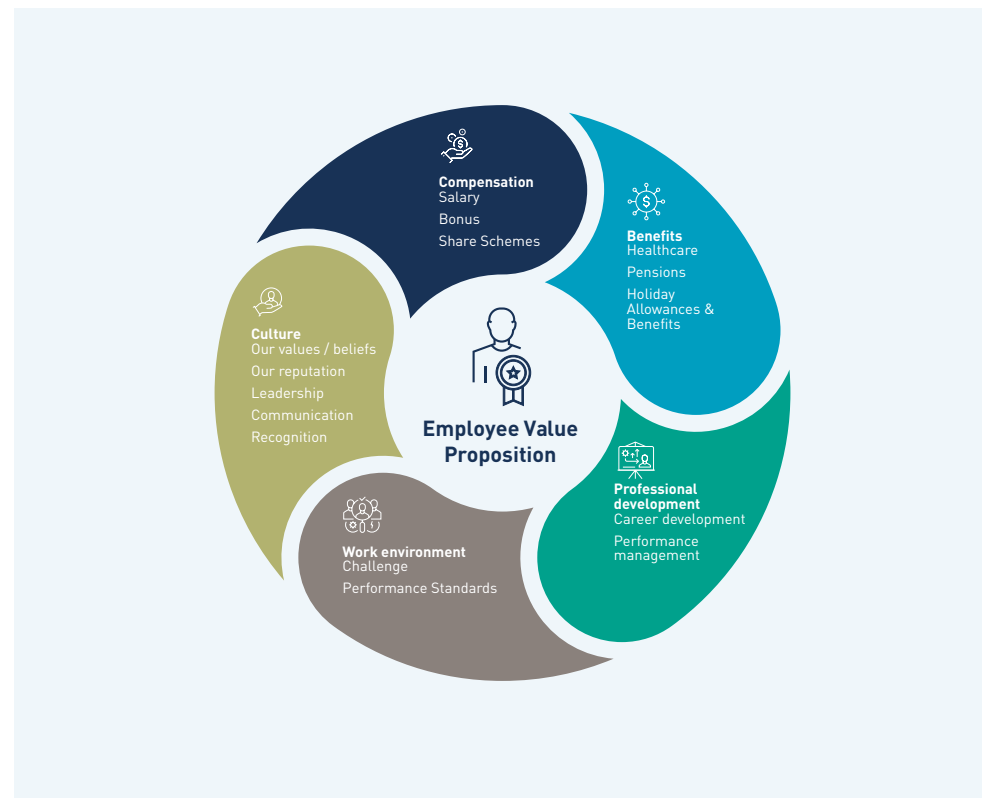 Compensation
Salary
Bonus
Share Schemes
Benefits
Healthcare
Pensions
Holiday
Allowances &
Benefits
Professional
development
Career development
Performance
management
Work environment
Challenge
Performance Standards
Culture
Our values / beliefs
Our reputation
Leadership
Communication
Recognition
Employee Value
Proposition